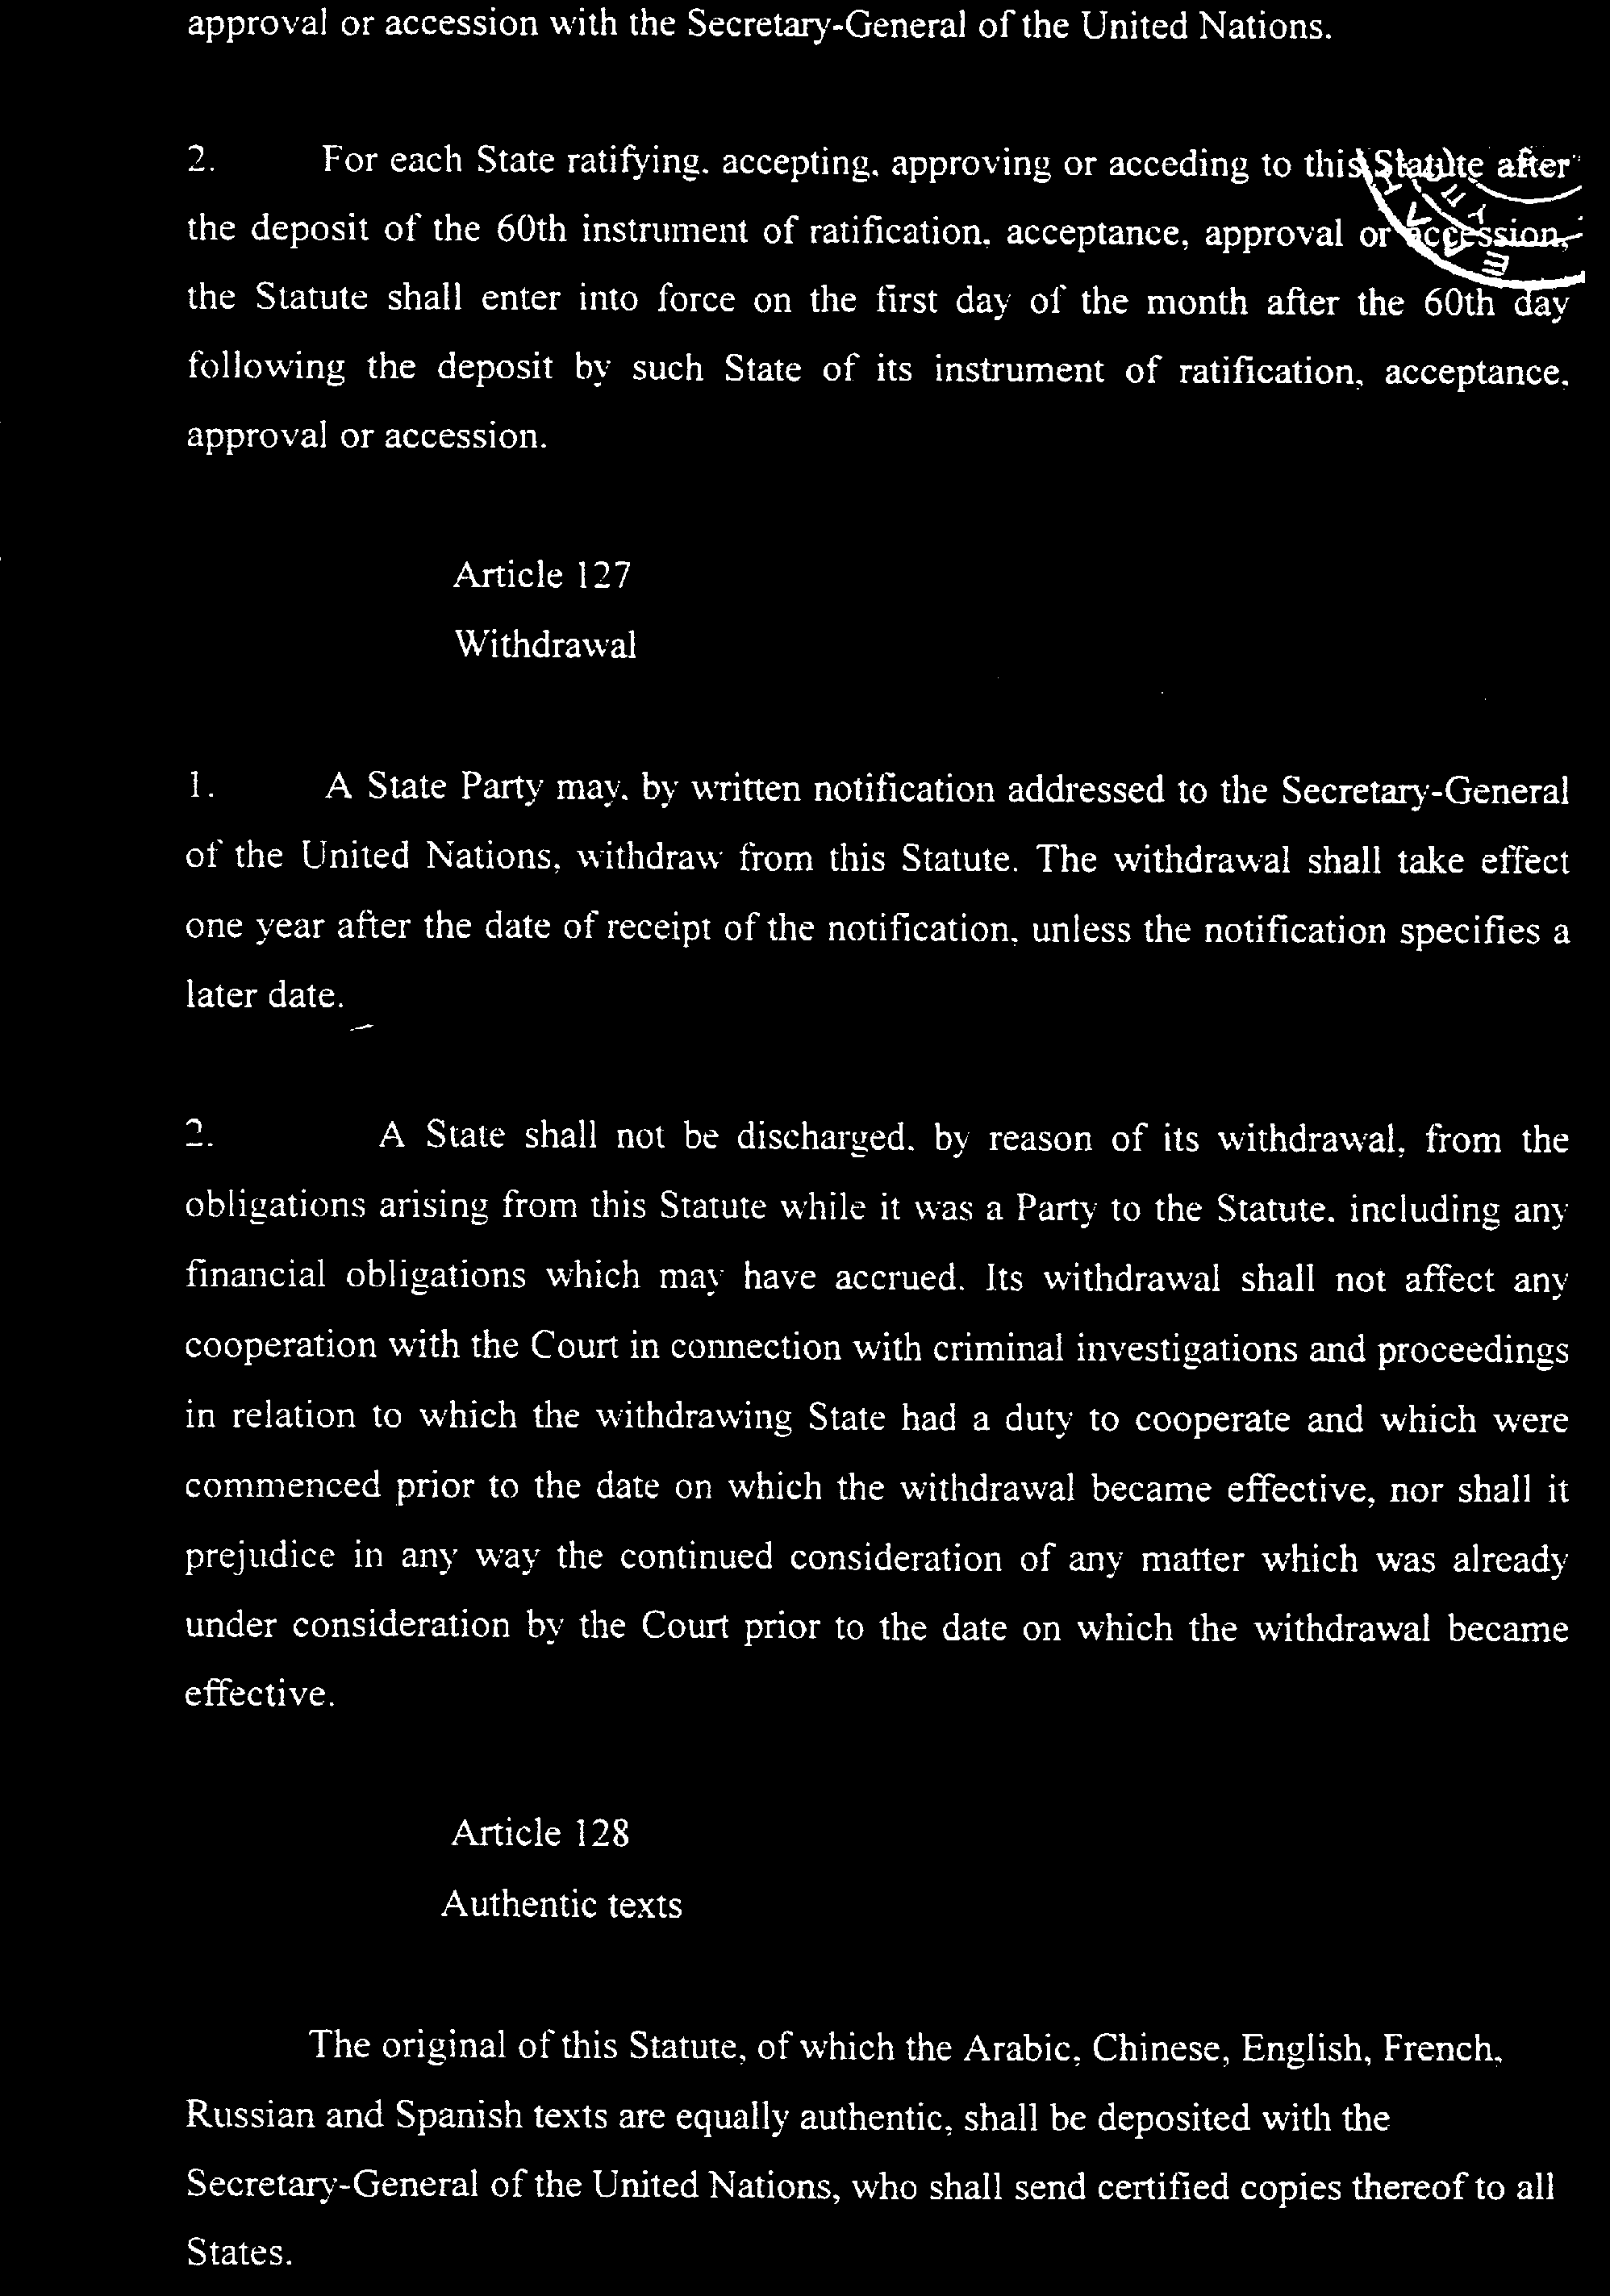 approval or accession with the Secretary-General of the United Nations.
2. For each State ratifying, accepting, approving or acceding to this Statute after
the deposit of the 60th instrument of ratification, acceptance, approval or accession,
the Statute shall enter into force on the first day of the month after the 60th day
following the deposit by such State of its instrument of ratification, acceptance,
approval or accession.
Article 127
Withdrawal
1. A State Party may, by written notification addressed to the Secretary-General
of the United Nations, withdraw from this Statute. The withdrawal shall take effect
one year after the date of receipt of the notification, unless the notification specifies a
later date.
2. A State shall not be discharged, by reason of its withdrawal, from the
obligations arising from this Statute while it was a Party to the Statute, including any
financial obligations which may have accrued. Its withdrawal shall not affect any
cooperation with the Court in connection with criminal investigations and proceedings
in relation to which the withdrawing State had a duty to cooperate and which were
commenced prior to the date on which the withdrawal became effective, nor shall it
prejudice in any way the continued consideration of any matter which was already
under consideration by the Court prior to the date on which the withdrawal became
effective.
Article 128
Authentic texts
The original of this Statute, of which the Arabic, Chinese, English, French,
Russian and Spanish texts are equally authentic, shall be deposited with the
Secretary-General of the United Nations, who shall send certified copies thereof to all
States.